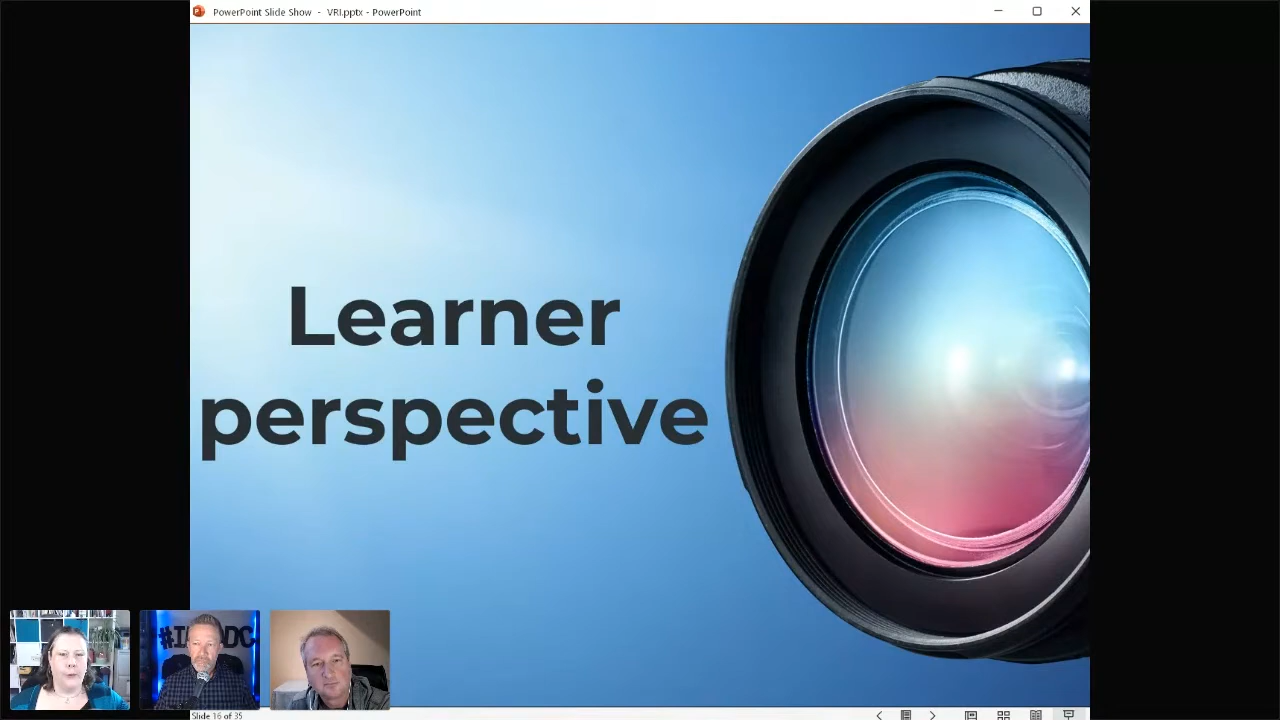 PowerPoint Slide Show - VRI.pptx - PowerPoint
Learner
perspective
Slide 16 of 35